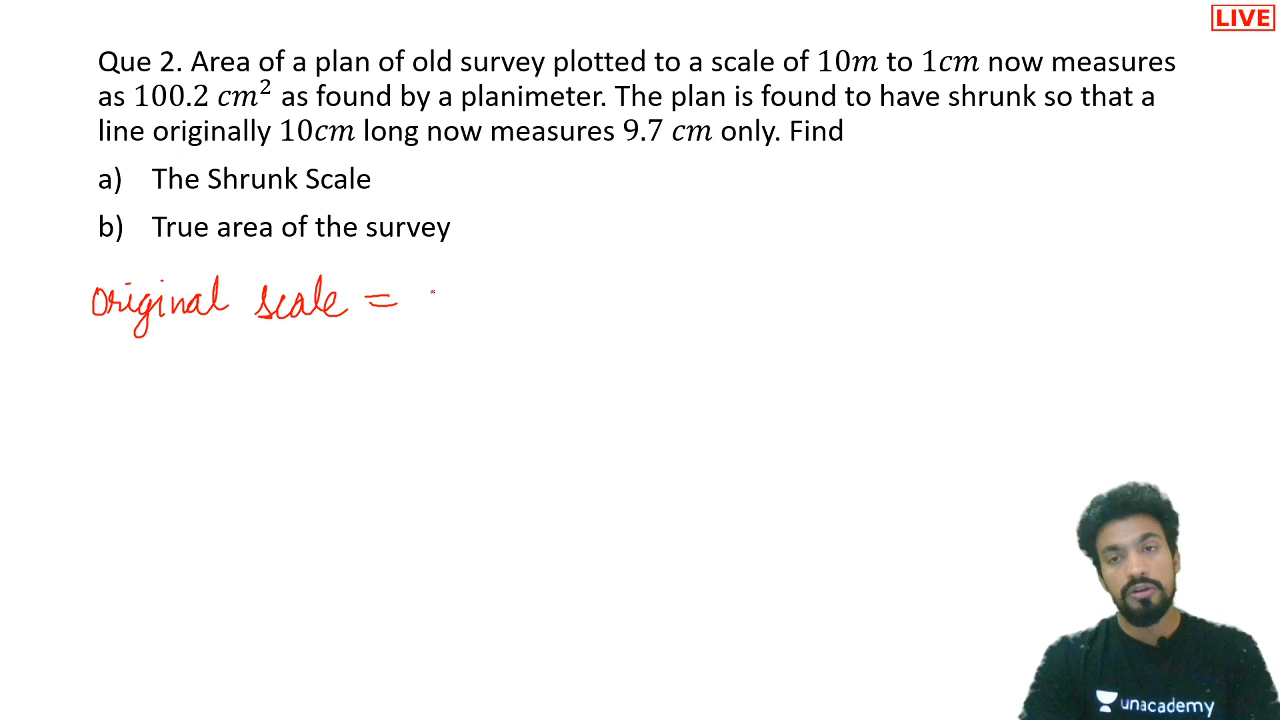 LIVE
Que 2. Area of a plan of old survey plotted to a scale of 10m to 1cm now measures
as 100.2 cm² as found by a planimeter. The plan is found to have shrunk so that a
line originally 10cm long now measures 9.7 cm only. Find
a) The Shrunk Scale
b) True area of the survey
Original scale =
unacademy